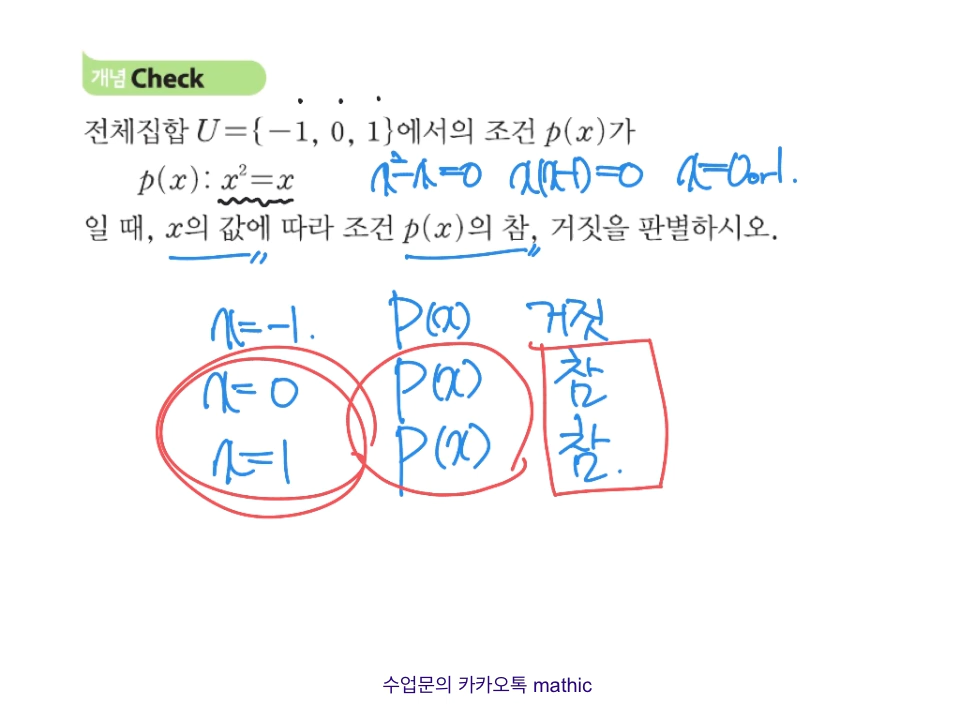 개념 Check
전체집합 U={-1, 0, 1}에서의 조건 p(x)가
p(x): x²=x x²-x=0 x(x-1)=0 x=0 or 1.
일 때, x의 값에 따라 조건 p(x)의 참, 거짓을 판별하시오.
x=-1. P(x) 거짓
x=0 P(x) 참
x=1 P(x) 참.
수업문의 카카오톡 mathic